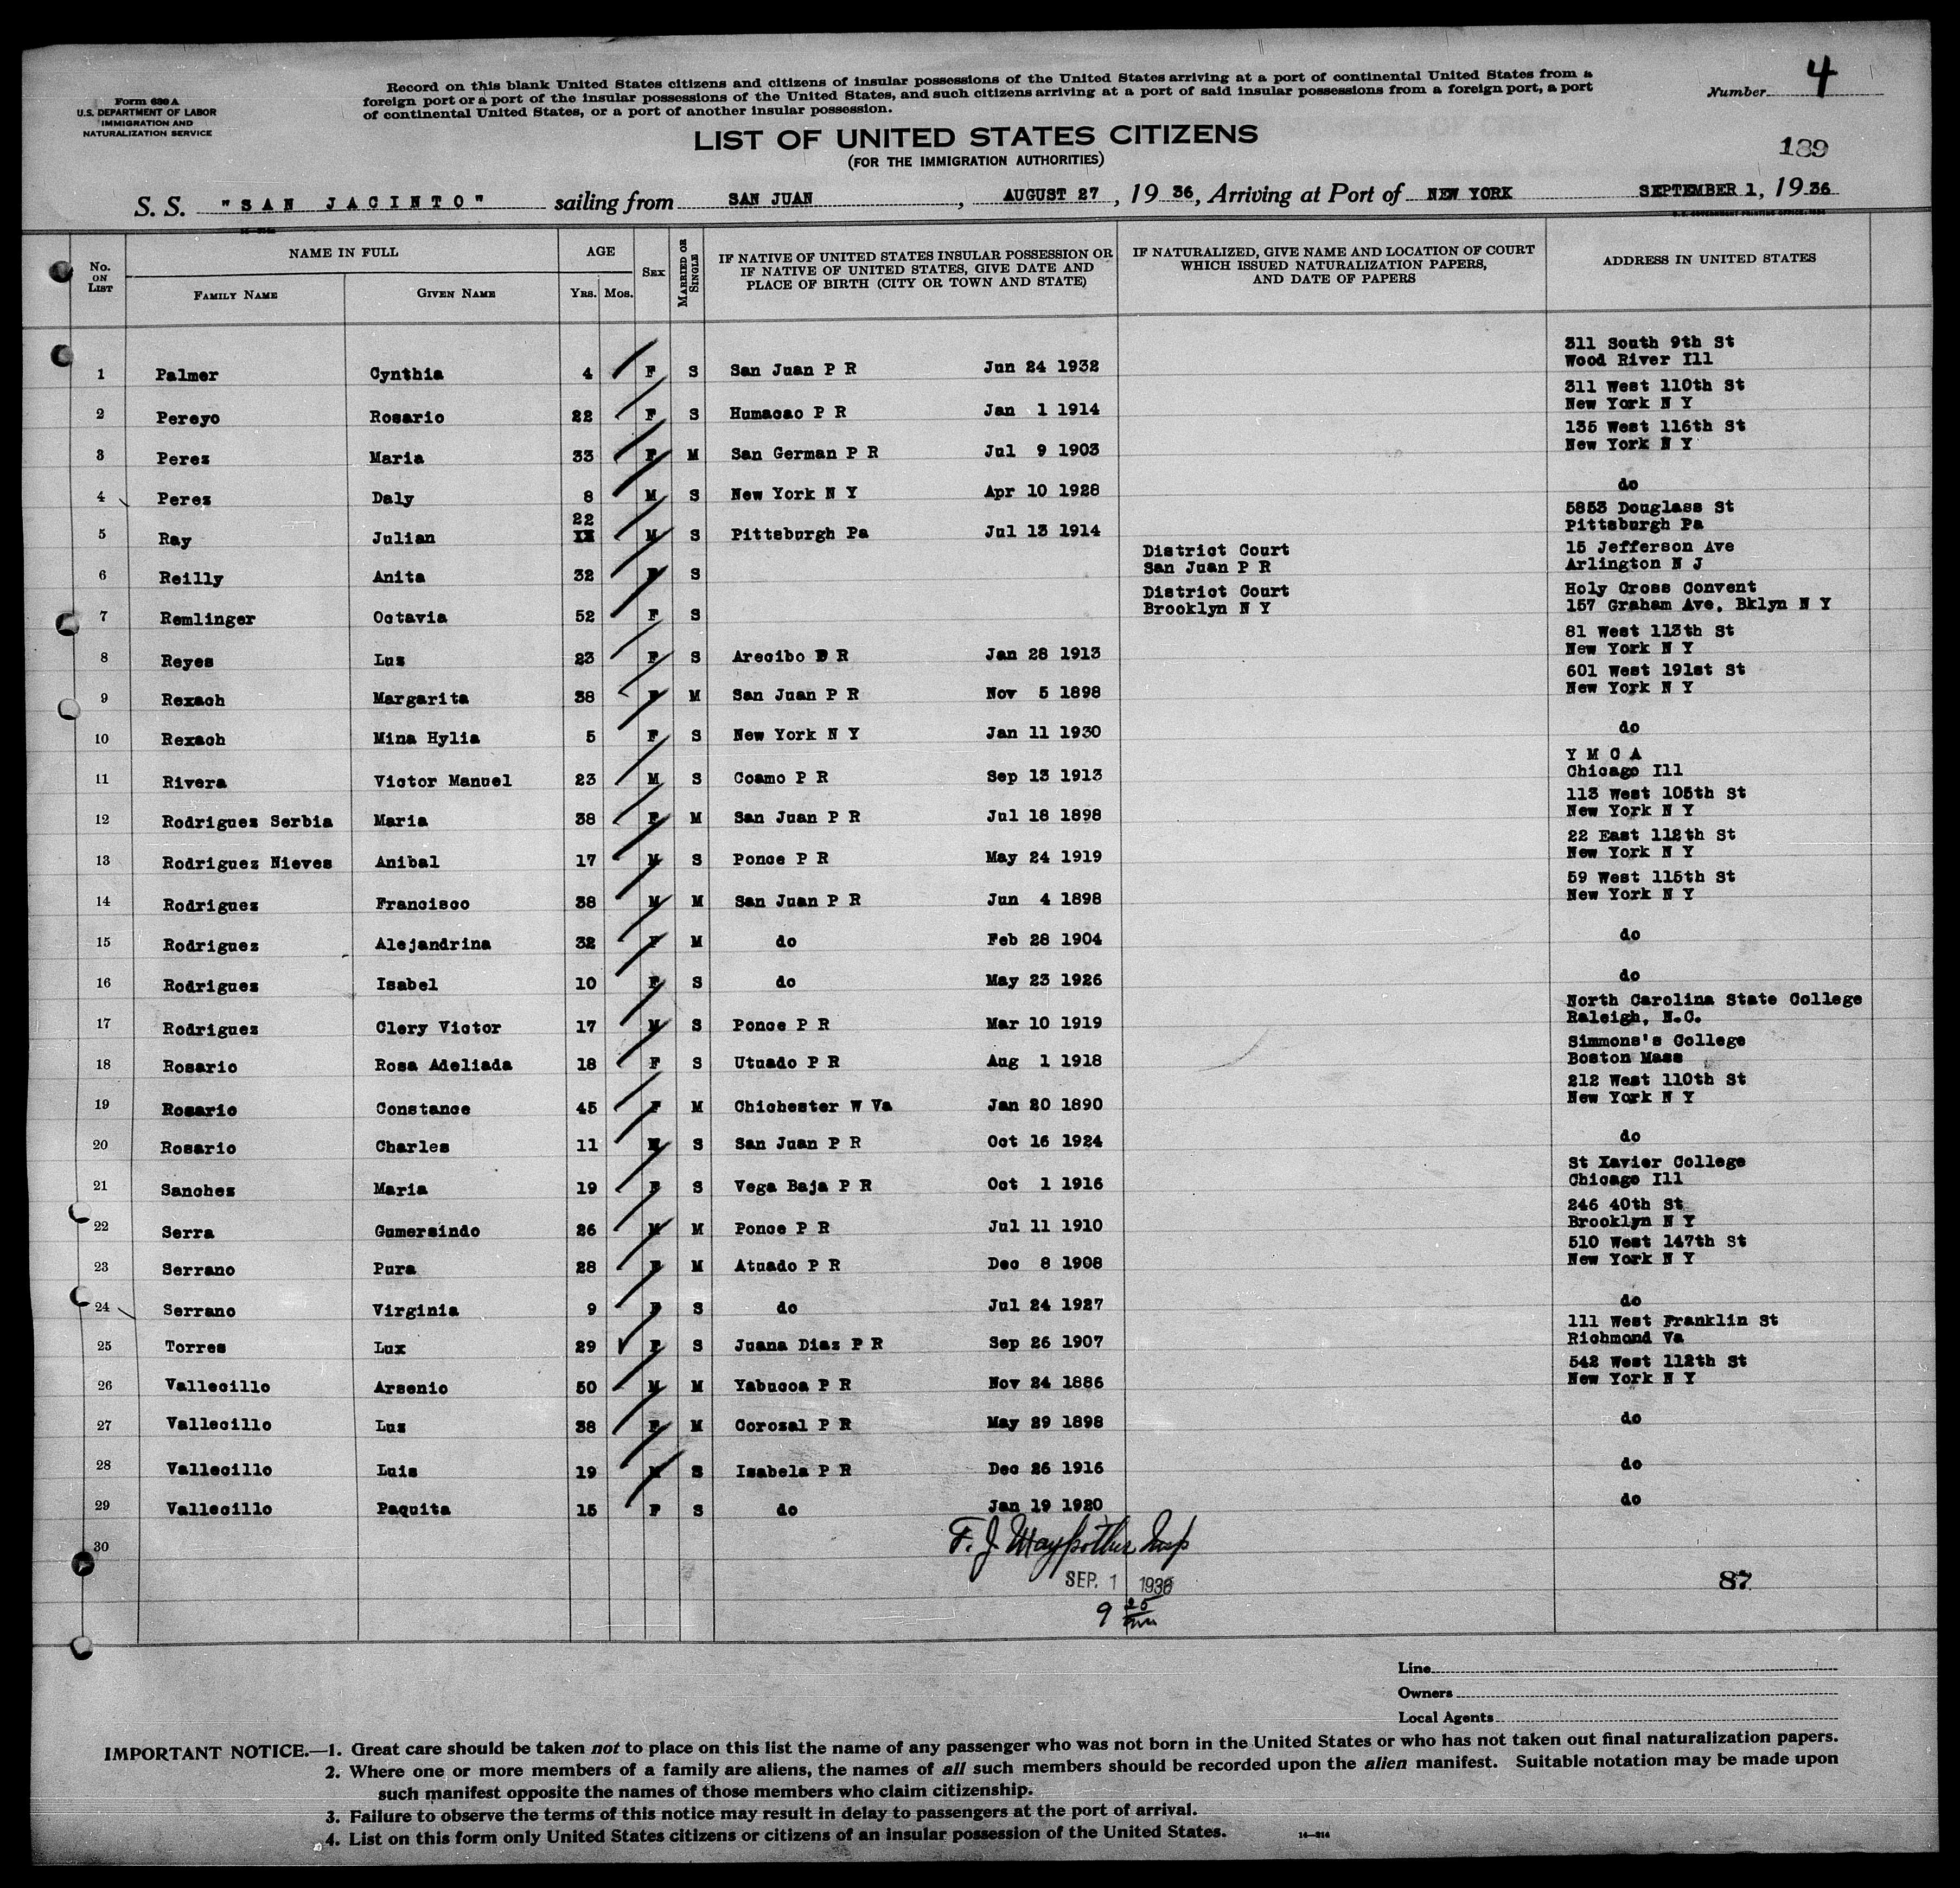 Form 630 A
U.S. DEPARTMENT OF LABOR
IMMIGRATION AND
NATURALIZATION SERVICE
Record on this blank United States citizens and citizens of insular possessions of the United States arriving at a port of continental United States from a
foreign port or a port of the insular possessions of the United States, and such citizens arriving at a port of said insular possessions from a foreign port, a port
of continental United States, or a port of another insular possession.
Number 4
LIST OF UNITED STATES CITIZENS
(FOR THE IMMIGRATION AUTHORITIES)
189
S. S. "SAN JACINTO" sailing from SAN JUAN, AUGUST 27, 1936, Arriving at Port of NEW YORK SEPTEMBER 1, 1936
No. ON LIST NAME IN FULL FAMILY NAME GIVEN NAME AGE YRS. MOS. SEX MARRIED OR SINGLE
IF NATIVE OF UNITED STATES INSULAR POSSESSION OR
IF NATIVE OF UNITED STATES, GIVE DATE AND
PLACE OF BIRTH (CITY OR TOWN AND STATE)
IF NATURALIZED, GIVE NAME AND LOCATION OF COURT
WHICH ISSUED NATURALIZATION PAPERS,
AND DATE OF PAPERS
ADDRESS IN UNITED STATES
311 South 9th St
1 Palmer Cynthia 4 F S San Juan P R Jun 24 1932 Wood River Ill
311 West 110th St
2 Pereyo Rosario 22 F S Humacao P R Jan 1 1914 New York N Y
135 West 116th St
3 Perez Maria 33 F M San German P R Jul 9 1903 New York N Y
4 Perez Daly 8 M S New York N Y Apr 10 1928 do
22 5853 Douglass St
5 Ray Julian M S Pittsburgh Pa Jul 13 1914 Pittsburgh Pa
District Court 15 Jefferson Ave
6 Reilly Anita 32 F S San Juan P R Arlington N J
District Court Holy Cross Convent
7 Remlinger Octavia 52 F S Brooklyn N Y 157 Graham Ave, Bklyn N Y
81 West 113th St
8 Reyes Luz 23 F S Arecibo P R Jan 28 1913 New York N Y
601 West 191st St
9 Rexach Margarita 38 F M San Juan P R Nov 5 1898 New York N Y
10 Rexach Mina Hylia 5 F S New York N Y Jan 11 1930 do
Y M C A
11 Rivera Victor Manuel 23 M S Coamo P R Sep 13 1913 Chicago Ill
113 West 105th St
12 Rodriguez Serbia Maria 38 F M San Juan P R Jul 18 1898 New York N Y
22 East 112th St
13 Rodriguez Nieves Anibal 17 M S Ponce P R May 24 1919 New York N Y
59 West 115th St
14 Rodriguez Francisco 38 M M San Juan P R Jun 4 1898 New York N Y
15 Rodriguez Alejandrina 32 F M do Feb 28 1904 do
16 Rodriguez Isabel 10 F S do May 23 1926 do
North Carolina State College
17 Rodriguez Clery Victor 17 M S Ponce P R Mar 10 1919 Raleigh, N.C.
Simmons's College
18 Rosario Rosa Adeliada 18 F S Utuado P R Aug 1 1918 Boston Mass
212 West 110th St
19 Rosario Constance 45 F M Chichester W Va Jan 20 1890 New York N Y
20 Rosario Charles 11 M S San Juan P R Oct 16 1924 do
St Xavier College
21 Sanchez Maria 19 F S Vega Baja P R Oct 1 1916 Chicago Ill
246 40th St
22 Serra Gumersindo 26 M M Ponce P R Jul 11 1910 Brooklyn N Y
510 West 147th St
23 Serrano Pura 28 F M Atuado P R Dec 8 1908 New York N Y
24 Serrano Virginia 9 F S do Jul 24 1927 do
111 West Franklin St
25 Torres Lux 29 F S Juana Diaz P R Sep 26 1907 Richmond Va
542 West 112th St
26 Vallecillo Arsenio 50 M M Yabucoa P R Nov 24 1886 New York N Y
27 Vallecillo Luz 38 F M Corozal P R May 29 1898 do
28 Vallecillo Luis 19 M S Isabela P R Dec 26 1916 do
29 Vallecillo Paquita 15 F S do Jan 19 1920 do
30
F. J. Maypother Insp
SEP. 1 1936
9 25 am
87
Line
Owners
Local Agents
IMPORTANT NOTICE.—1. Great care should be taken not to place on this list the name of any passenger who was not born in the United States or who has not taken out final naturalization papers.
2. Where one or more members of a family are aliens, the names of all such members should be recorded upon the alien manifest. Suitable notation may be made upon
such manifest opposite the names of those members who claim citizenship.
3. Failure to observe the terms of this notice may result in delay to passengers at the port of arrival.
4. List on this form only United States citizens or citizens of an insular possession of the United States.
14—314